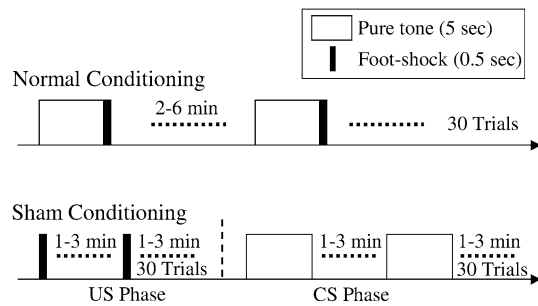 Pure tone (5 sec)
Foot-shock (0.5 sec)
Normal Conditioning
2-6 min
30 Trials
Sham Conditioning
1-3 min 1-3 min 1-3 min 1-3 min
30 Trials 30 Trials
US Phase CS Phase